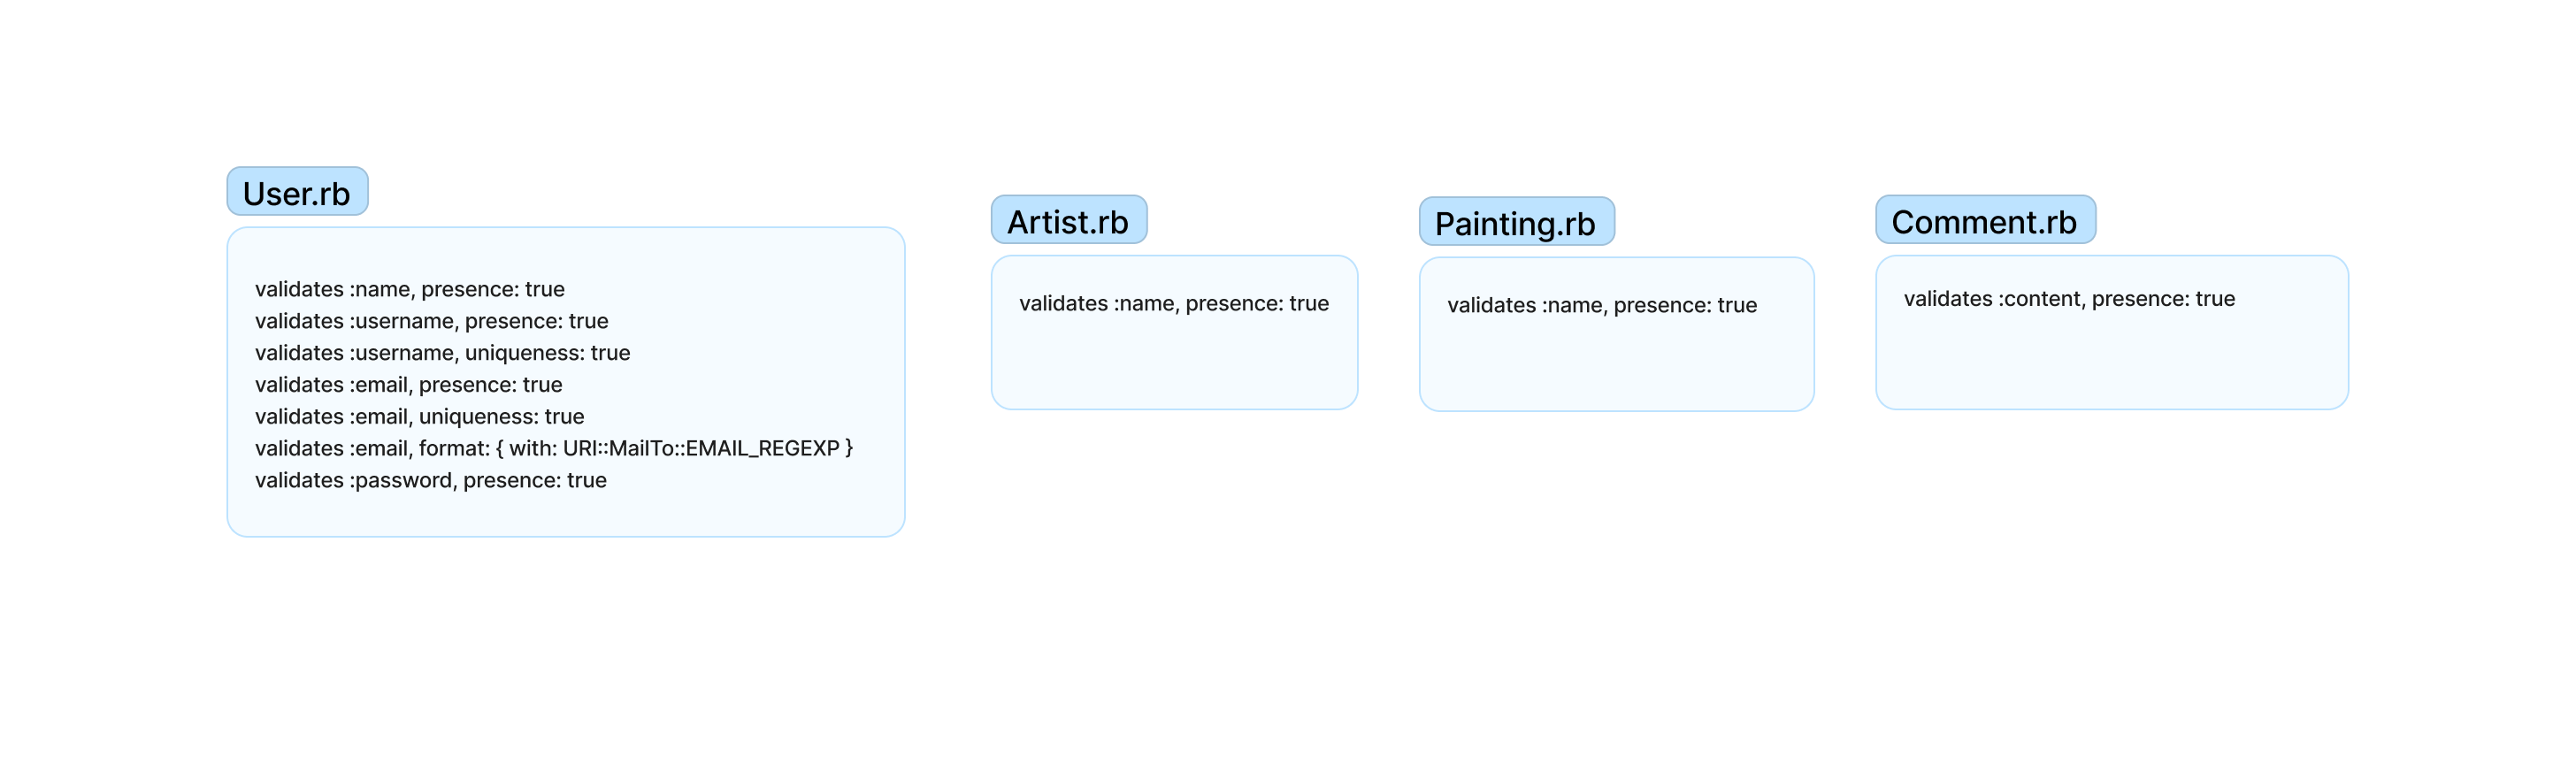 User.rb
validates :name, presence: true
validates :username, presence: true
validates :username, uniqueness: true
validates :email, presence: true
validates :email, uniqueness: true
validates :email, format: { with: URI::MailTo::EMAIL_REGEXP }
validates :password, presence: true
Artist.rb
validates :name, presence: true
Painting.rb
validates :name, presence: true
Comment.rb
validates :content, presence: true